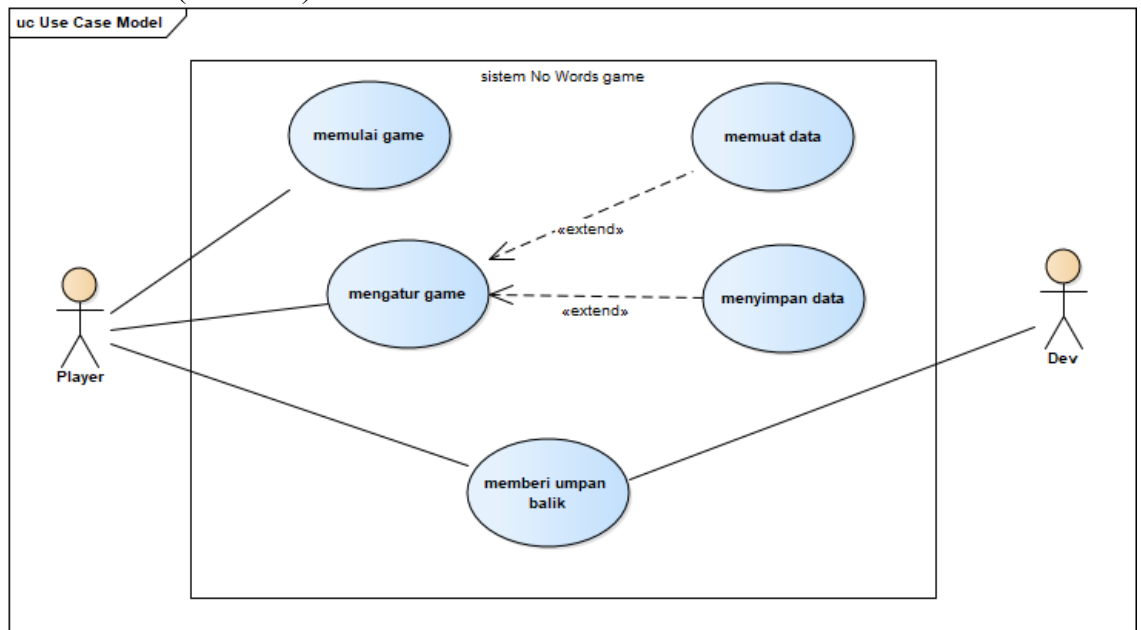 uc Use Case Model
sistem No Words game
memulai game
memuat data
«extend»
mengatur game
menyimpan data
«extend»
Player
Dev
memberi umpan
balik